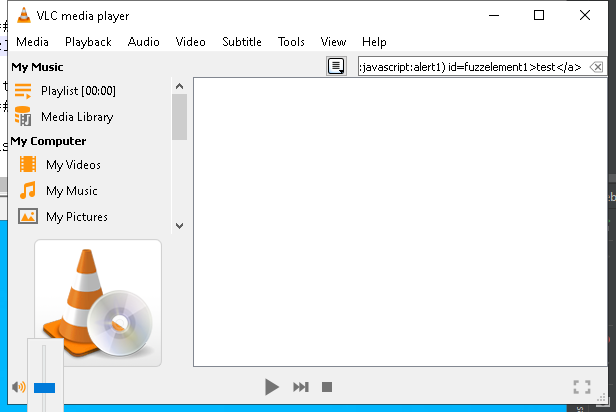 VLC media player
Media Playback Audio Video Subtitle Tools View Help
My Music
:javascript:alert1) id=fuzzelement1>test</a>
Playlist [00:00]
Media Library
My Computer
My Videos
My Music
My Pictures